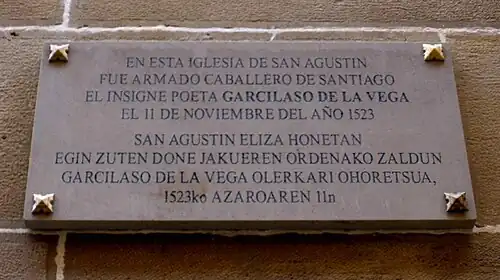 EN ESTA IGLESIA DE SAN AGUSTIN
FUE ARMADO CABALLERO DE SANTIAGO
EL INSIGNE POETA GARCILASO DE LA VEGA
EL 11 DE NOVIEMBRE DEL AÑO 1523
SAN AGUSTIN ELIZA HONETAN
EGIN ZUTEN DONE JAKUEREN ORDENAKO ZALDUN
GARCILASO DE LA VEGA OLERKARI OHORETSUA,
1523ko AZAROAREN 11n